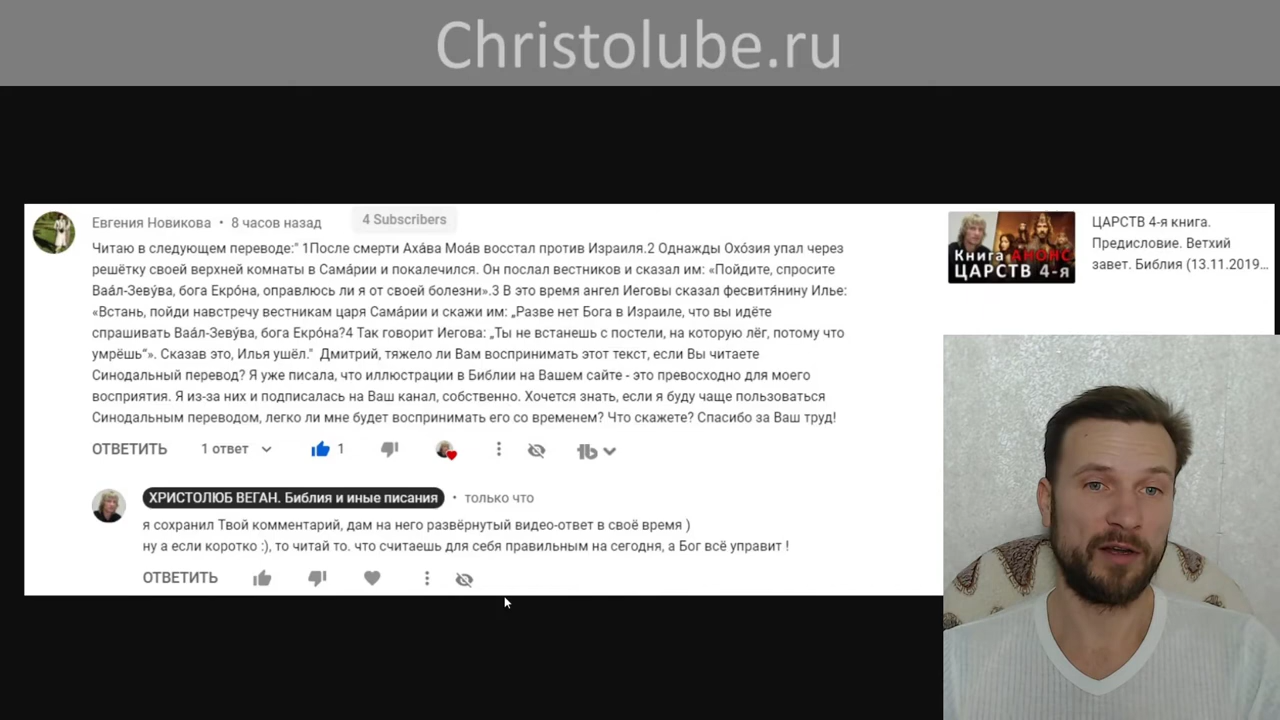 Christolube.ru
Евгения Новикова • 8 часов назад
4 Subscribers
Читаю в следующем переводе:" 1После смерти Аха́ва Моа́в восстал против Израиля.2 Однажды Охо́зия упал через
решётку своей верхней комнаты в Сама́рии и покалечился. Он послал вестников и сказал им: «Пойдите, спросите
Ваа́л-Зеву́ва, бога Екро́на, оправлюсь ли я от своей болезни».3 В это время ангел Иеговы сказал фесвитя́нину Илье:
«Встань, пойди навстречу вестникам царя Сама́рии и скажи им: „Разве нет Бога в Израиле, что вы идёте
спрашивать Ваа́л-Зеву́ва, бога Екро́на?4 Так говорит Иегова: „Ты не встанешь с постели, на которую лёг, потому что
умрёшь“». Сказав это, Илья ушёл." Дмитрий, тяжело ли Вам воспринимать этот текст, если Вы читаете
Синодальный перевод? Я уже писала, что иллюстрации в Библии на Вашем сайте - это превосходно для моего
восприятия. Я из-за них и подписалась на Ваш канал, собственно. Хочется знать, если я буду чаще пользоваться
Синодальным переводом, легко ли мне будет воспринимать его со временем? Что скажете? Спасибо за Ваш труд!
ОТВЕТИТЬ 1 ответ 1
ХРИСТОЛЮБ ВЕГАН. Библия и иные писания • только что
я сохранил Твой комментарий, дам на него развёрнутый видео-ответ в своё время )
ну а если коротко :), то читай то. что считаешь для себя правильным на сегодня, а Бог всё управит !
ОТВЕТИТЬ
Книга АНОНС
ЦАРСТВ 4-я
ЦАРСТВ 4-я книга.
Предисловие. Ветхий
завет. Библия (13.11.2019...